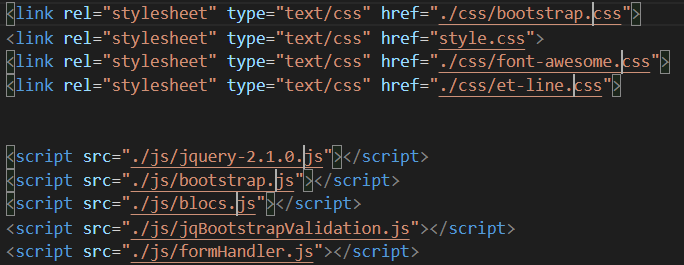 <link rel="stylesheet" type="text/css" href="./css/bootstrap.css">
<link rel="stylesheet" type="text/css" href="style.css">
<link rel="stylesheet" type="text/css" href="./css/font-awesome.css">
<link rel="stylesheet" type="text/css" href="./css/et-line.css">
<script src="./js/jquery-2.1.0.js"></script>
<script src="./js/bootstrap.js"></script>
<script src="./js/blocs.js"></script>
<script src="./js/jqBootstrapValidation.js"></script>
<script src="./js/formHandler.js"></script>